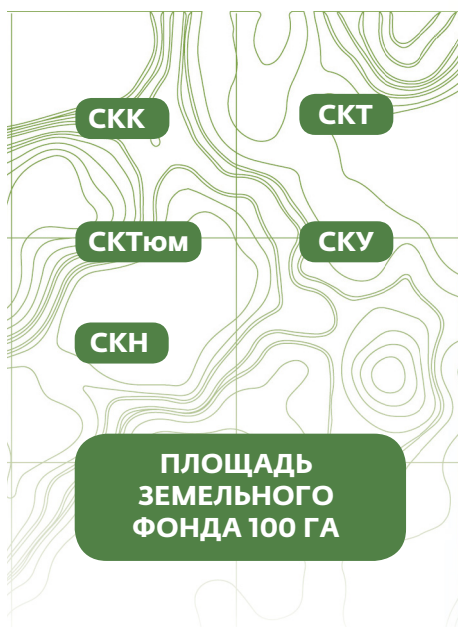 СКК
СКТ
СКТюм
СКУ
СКН
ПЛОЩАДЬ
ЗЕМЕЛЬНОГО
ФОНДА 100 ГА